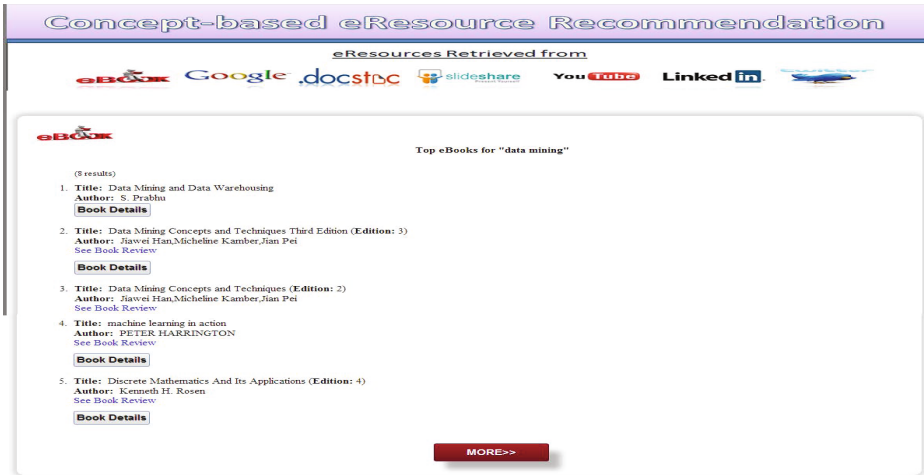 Concept-based eResource Recommendation
eResources Retrieved from
eBOOK Google docstoc slideshare You Tube Linked in
eBOOK
Top eBooks for "data mining"
(8 results)
1. Title: Data Mining and Data Warehousing
Author: S. Prabhu
Book Details
2. Title: Data Mining Concepts and Techniques Third Edition (Edition: 3)
Author: Jiawei Han,Micheline Kamber,Jian Pei
See Book Review
Book Details
3. Title: Data Mining Concepts and Techniques (Edition: 2)
Author: Jiawei Han,Micheline Kamber,Jian Pei
See Book Review
4. Title: machine learning in action
Author: PETER HARRINGTON
See Book Review
Book Details
5. Title: Discrete Mathematics And Its Applications (Edition: 4)
Author: Kenneth H. Rosen
See Book Review
Book Details
MORE>>